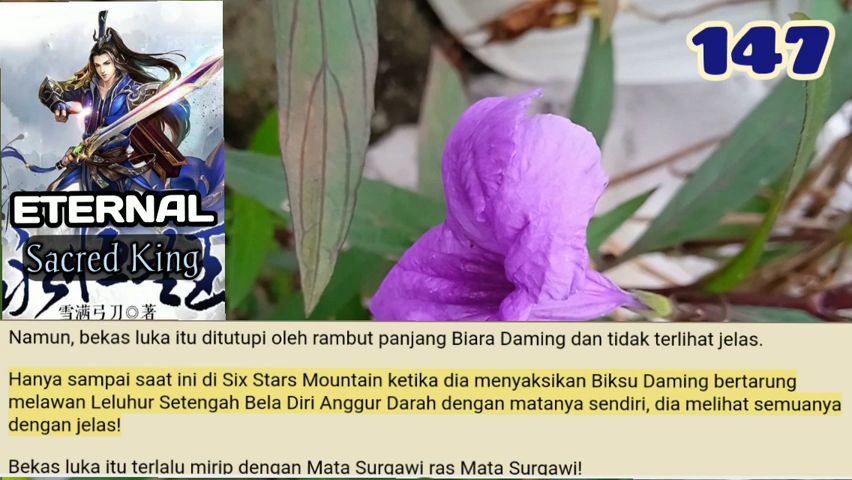 147
ETERNAL
Sacred King
雪满弓刀◎著
Namun, bekas luka itu ditutupi oleh rambut panjang Biara Daming dan tidak terlihat jelas.
Hanya sampai saat ini di Six Stars Mountain ketika dia menyaksikan Biksu Daming bertarung
melawan Leluhur Setengah Bela Diri Anggur Darah dengan matanya sendiri, dia melihat semuanya
dengan jelas!
Bekas luka itu terlalu mirip dengan Mata Surgawi ras Mata Surgawi!